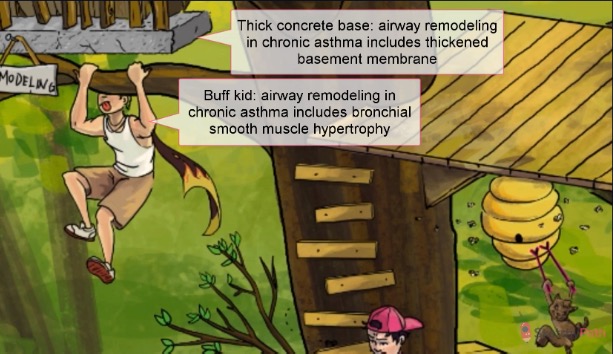 Thick concrete base: airway remodeling
in chronic asthma includes thickened
basement membrane
MODELING
Buff kid: airway remodeling in
chronic asthma includes bronchial
smooth muscle hypertrophy